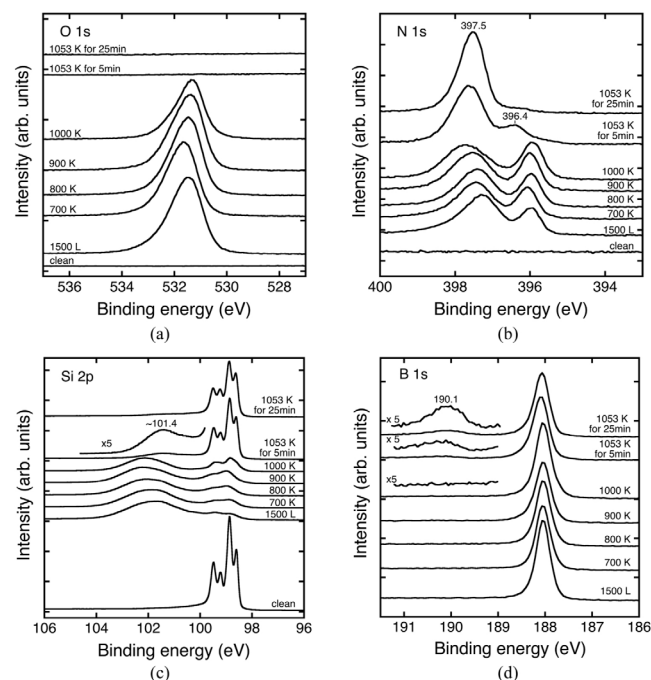 O 1s
1053 K for 25min
1053 K for 5min
1000 K
900 K
800 K
700 K
1500 L
clean
Intensity (arb. units)
536 534 532 530 528
Binding energy (eV)
(a)
N 1s
397.5
1053 K
for 25min
396.4
1053 K
for 5min
1000 K
900 K
800 K
700 K
1500 L
clean
Intensity (arb. units)
400 398 396 394
Binding energy (eV)
(b)
Si 2p
1053 K
for 25min
~101.4
x5
1053 K
for 5min
1000 K
900 K
800 K
700 K
1500 L
clean
Intensity (arb. units)
106 104 102 100 98 96
Binding energy (eV)
(c)
B 1s
190.1
x 5
1053 K
for 25min
x 5
1053 K
for 5min
x5
1000 K
900 K
800 K
700 K
1500 L
Intensity (arb. units)
191 190 189 188 187 186
Binding energy (eV)
(d)